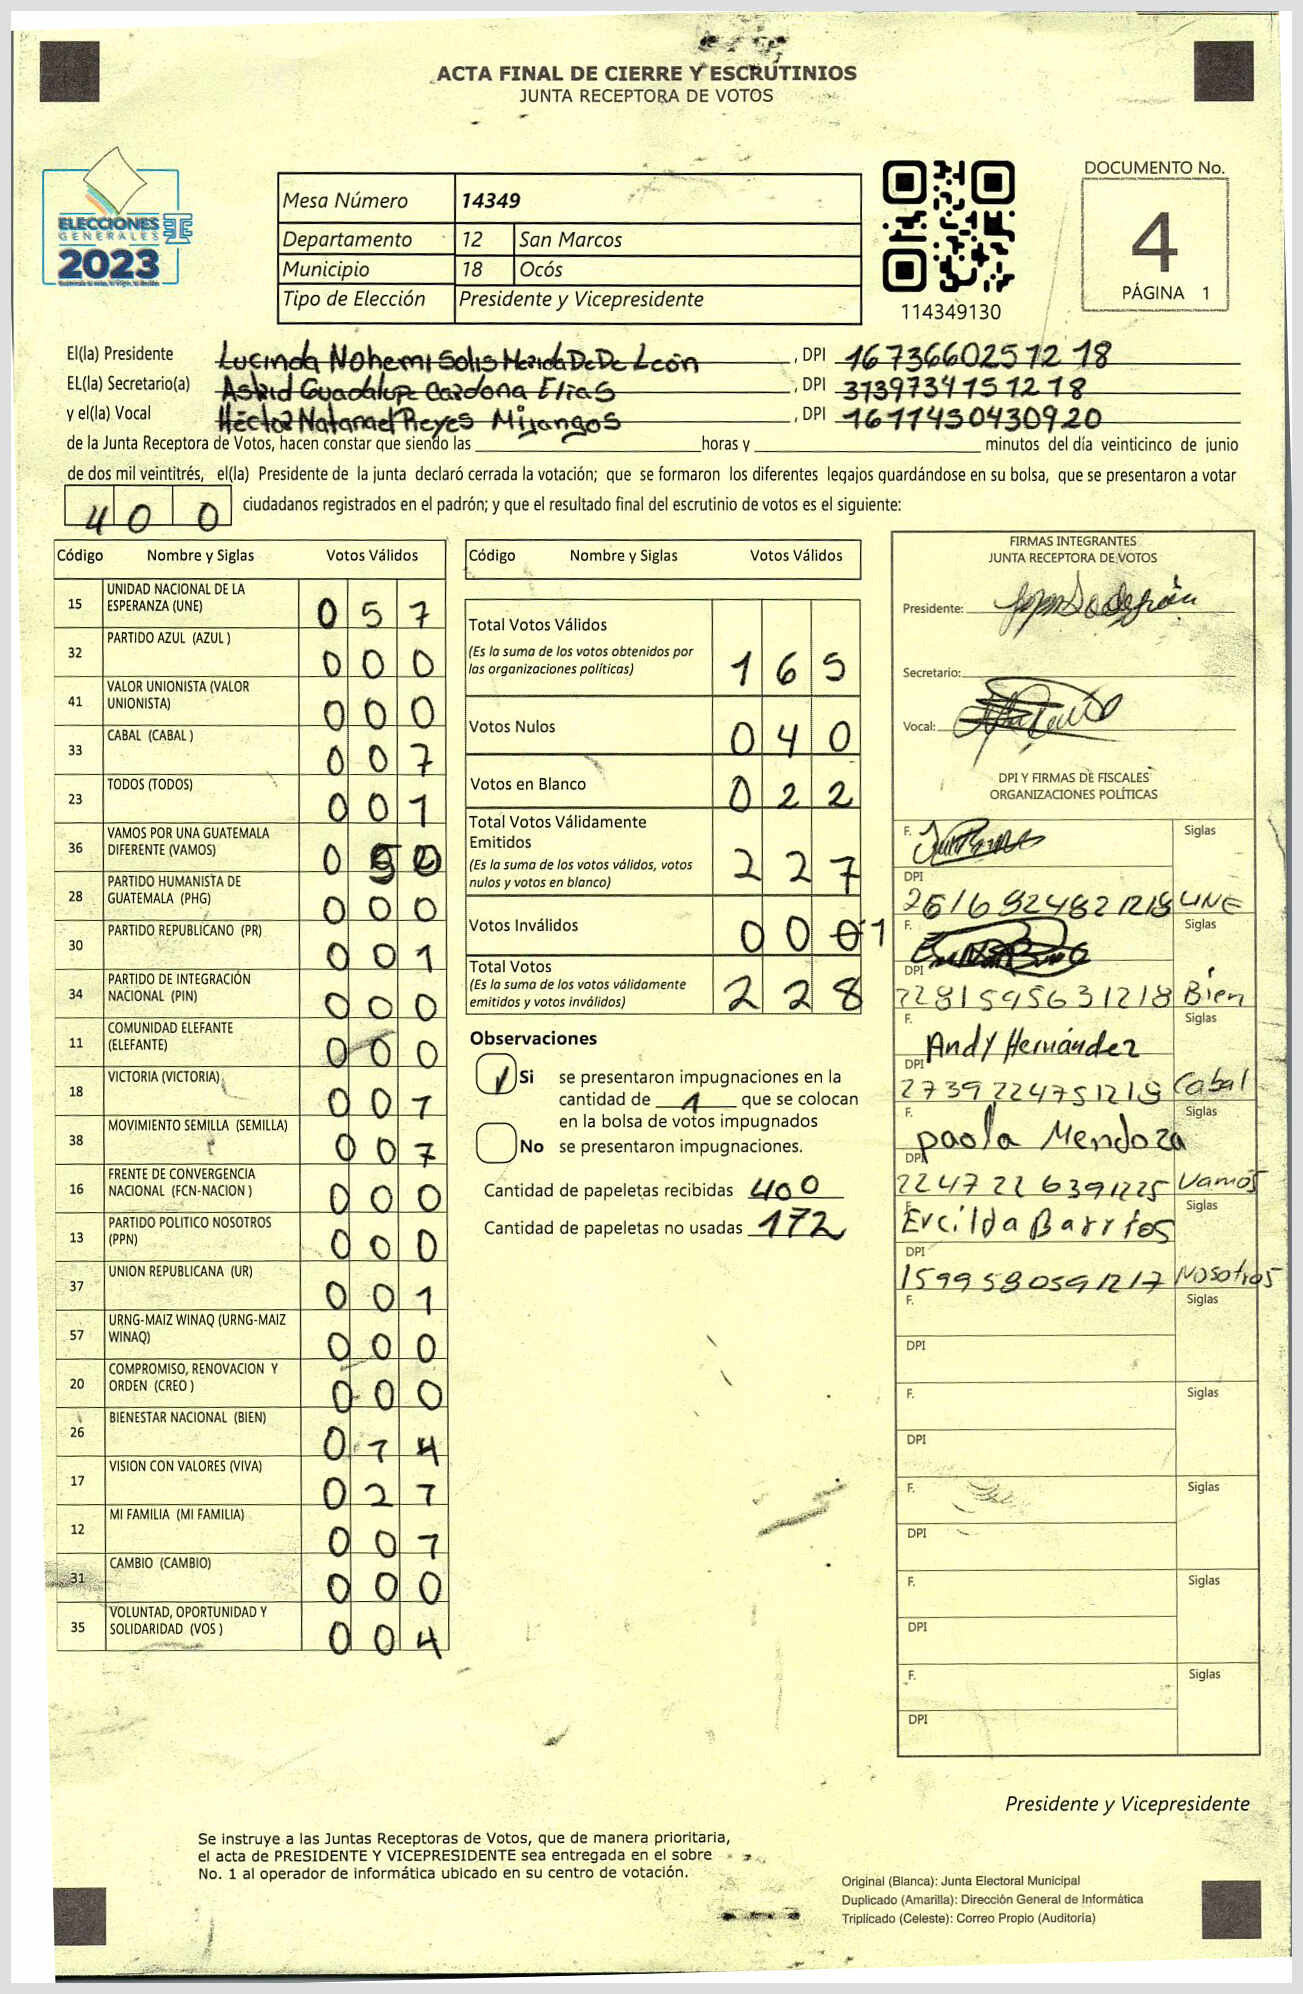 ACTA FINAL DE CIERRE Y ESCRUTINIOS
JUNTA RECEPTORA DE VOTOS
ELECCIONES
GENERALES
2023
Mesa Número 14349
Departamento 12 San Marcos
Municipio 18 Ocós
Tipo de Elección Presidente y Vicepresidente
114349130
DOCUMENTO No.
4
PÁGINA 1
El(la) Presidente Lucinda Nohemi Solis Merida De De León , DPI 1673660251218
EL(la) Secretario(a) Astrid Guadalupe Cardona Elias , DPI 3139734151218
y el(la) Vocal Héctor Natanael Reyes Mijangos , DPI 1611450430920
de la Junta Receptora de Votos, hacen constar que siendo las horas y minutos del día veinticinco de junio
de dos mil veintitrés, el(la) Presidente de la junta declaró cerrada la votación; que se formaron los diferentes legajos guardándose en su bolsa, que se presentaron a votar
400 ciudadanos registrados en el padrón; y que el resultado final del escrutinio de votos es el siguiente:
Código Nombre y Siglas Votos Válidos
15 UNIDAD NACIONAL DE LA
ESPERANZA (UNE) 0 5 7
32 PARTIDO AZUL (AZUL ) 0 0 0
41 VALOR UNIONISTA (VALOR
UNIONISTA) 0 0 0
33 CABAL (CABAL ) 0 0 7
23 TODOS (TODOS) 0 0 1
36 VAMOS POR UNA GUATEMALA
DIFERENTE (VAMOS) 0
28 PARTIDO HUMANISTA DE
GUATEMALA (PHG) 0 0 0
30 PARTIDO REPUBLICANO (PR) 0 0 1
34 PARTIDO DE INTEGRACIÓN
NACIONAL (PIN) 0 0 0
11 COMUNIDAD ELEFANTE
(ELEFANTE) 0 0 0
18 VICTORIA (VICTORIA) 0 0 1
38 MOVIMIENTO SEMILLA (SEMILLA) 0 0 7
16 FRENTE DE CONVERGENCIA
NACIONAL (FCN-NACION ) 0 0 0
13 PARTIDO POLITICO NOSOTROS
(PPN) 0 0 0
37 UNION REPUBLICANA (UR) 0 0 1
57 URNG-MAIZ WINAQ (URNG-MAIZ
WINAQ) 0 0 0
20 COMPROMISO, RENOVACION Y
ORDEN (CREO ) 0 0 0
26 BIENESTAR NACIONAL (BIEN) 0 1 4
17 VISION CON VALORES (VIVA) 0 2 7
12 MI FAMILIA (MI FAMILIA) 0 0 7
31 CAMBIO (CAMBIO) 0 0 0
35 VOLUNTAD, OPORTUNIDAD Y
SOLIDARIDAD (VOS ) 0 0 4
Código Nombre y Siglas Votos Válidos
Total Votos Válidos
(Es la suma de los votos obtenidos por
las organizaciones políticas) 1 6 5
Votos Nulos 0 4 0
Votos en Blanco 0 2 2
Total Votos Válidamente
Emitidos
(Es la suma de los votos válidos, votos
nulos y votos en blanco) 2 2 7
Votos Inválidos 0 0 0 1
Total Votos
(Es la suma de los votos válidamente
emitidos y votos inválidos) 2 2 8
Observaciones
Si se presentaron impugnaciones en la
cantidad de 1 que se colocan
en la bolsa de votos impugnados
No se presentaron impugnaciones.
Cantidad de papeletas recibidas 400
Cantidad de papeletas no usadas 172
FIRMAS INTEGRANTES
JUNTA RECEPTORA DE VOTOS
Presidente:
Secretario:
Vocal:
DPI Y FIRMAS DE FISCALES
ORGANIZACIONES POLÍTICAS
F. Siglas
DPI
2616924821218 UNE
F. Siglas
DPI
2281595631218 Bien
F. Andy Hernández Siglas
DPI
2739224751218 Cabal
F. Paola Mendoza Siglas
DPI
2247226391225 Vamos
F. Ercilda Barrios Siglas
DPI
1599580591217 Nosotros
F. Siglas
DPI
F. Siglas
DPI
F. Siglas
DPI
F. Siglas
DPI
F. Siglas
DPI
Presidente y Vicepresidente
Se instruye a las Juntas Receptoras de Votos, que de manera prioritaria,
el acta de PRESIDENTE Y VICEPRESIDENTE sea entregada en el sobre
No. 1 al operador de informática ubicado en su centro de votación.
Original (Blanca): Junta Electoral Municipal
Duplicado (Amarilla): Dirección General de Informática
Triplicado (Celeste): Correo Propio (Auditoría)